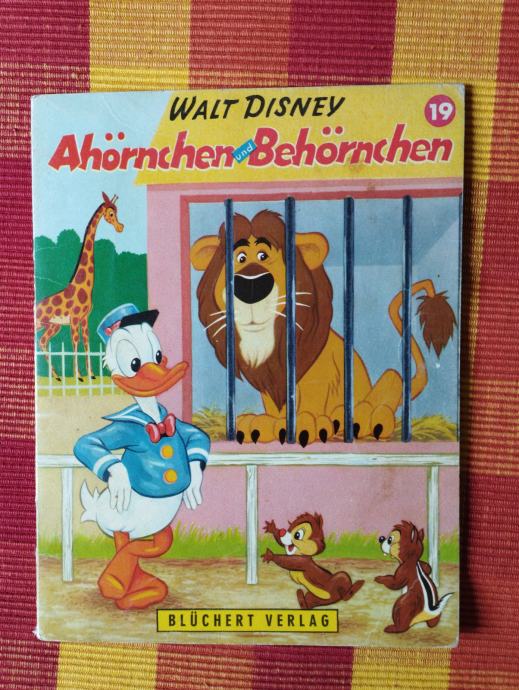 WALT DISNEY
19
Ahörnchen und Behörnchen
BLÜCHERT VERLAG